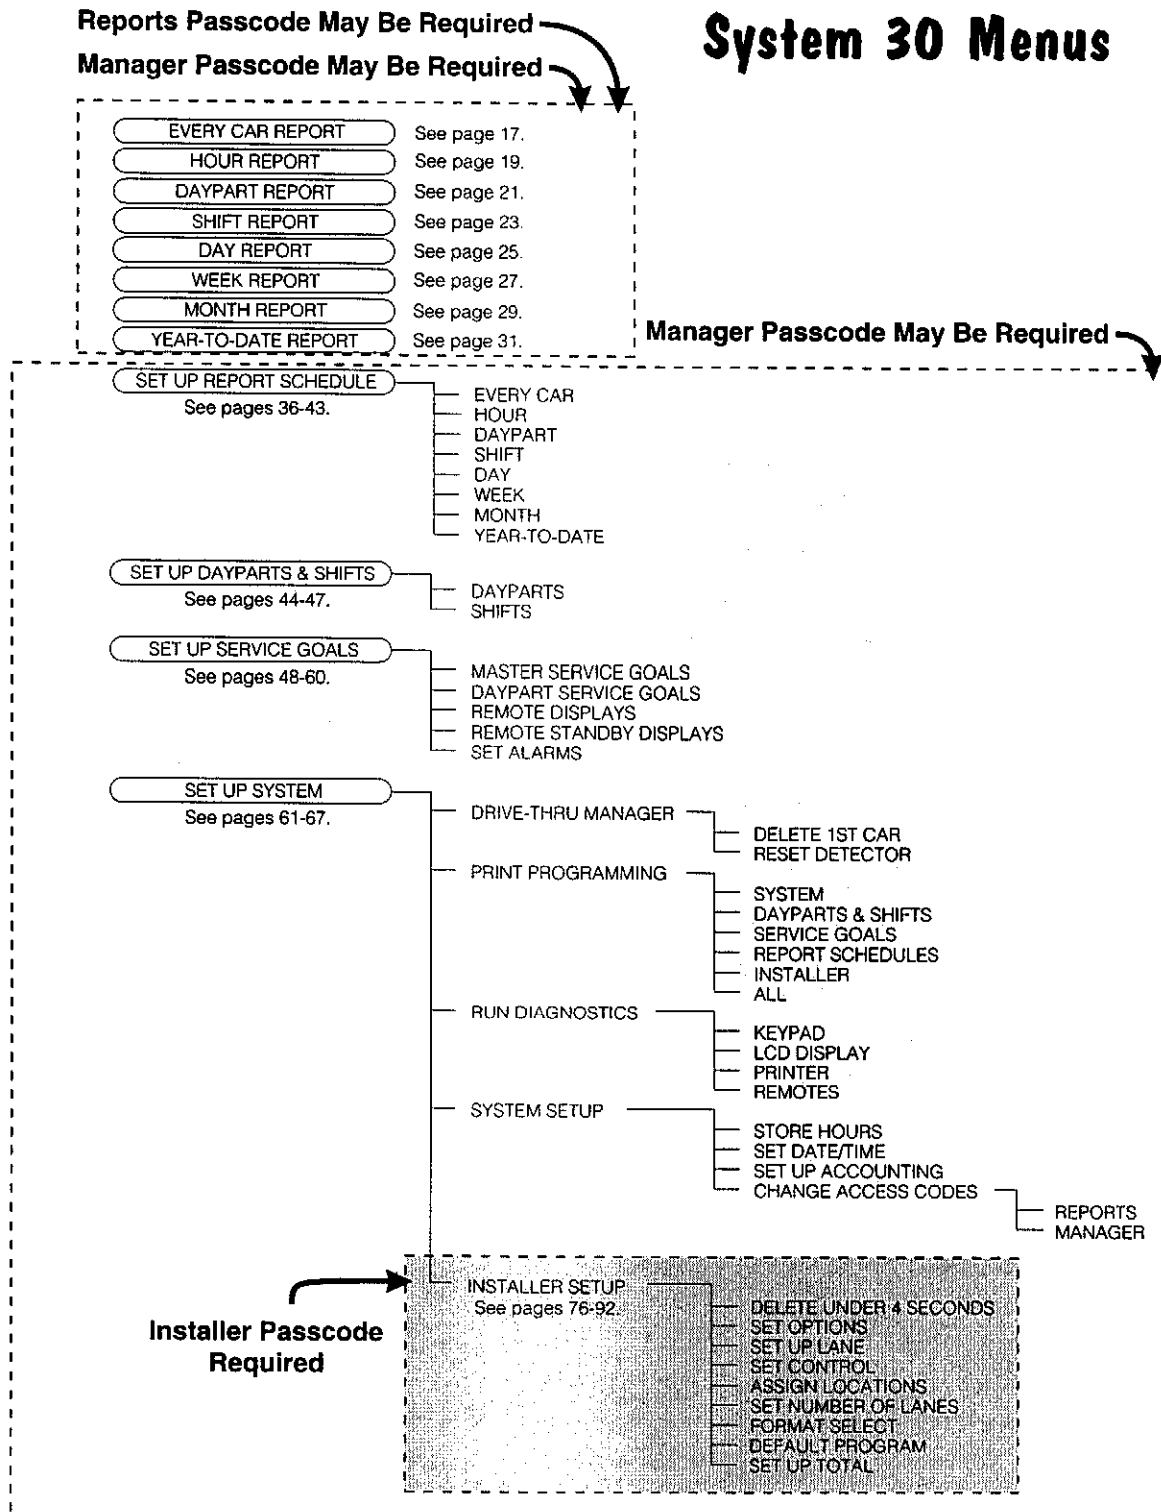 Reports Passcode May Be Required
System 30 Menus
Manager Passcode May Be Required
EVERY CAR REPORT See page 17.
HOUR REPORT See page 19.
DAYPART REPORT See page 21.
SHIFT REPORT See page 23.
DAY REPORT See page 25.
WEEK REPORT See page 27.
MONTH REPORT See page 29.
YEAR-TO-DATE REPORT See page 31.
Manager Passcode May Be Required
SET UP REPORT SCHEDULE
See pages 36-43.
EVERY CAR
HOUR
DAYPART
SHIFT
DAY
WEEK
MONTH
YEAR-TO-DATE
SET UP DAYPARTS & SHIFTS
See pages 44-47.
DAYPARTS
SHIFTS
SET UP SERVICE GOALS
See pages 48-60.
MASTER SERVICE GOALS
DAYPART SERVICE GOALS
REMOTE DISPLAYS
REMOTE STANDBY DISPLAYS
SET ALARMS
SET UP SYSTEM
See pages 61-67.
DRIVE-THRU MANAGER
DELETE 1ST CAR
RESET DETECTOR
PRINT PROGRAMMING
SYSTEM
DAYPARTS & SHIFTS
SERVICE GOALS
REPORT SCHEDULES
INSTALLER
ALL
RUN DIAGNOSTICS
KEYPAD
LCD DISPLAY
PRINTER
REMOTES
SYSTEM SETUP
STORE HOURS
SET DATE/TIME
SET UP ACCOUNTING
CHANGE ACCESS CODES
REPORTS
MANAGER
INSTALLER SETUP
See pages 76-92.
Installer Passcode
Required
DELETE UNDER 4 SECONDS
SET OPTIONS
SET UP LANE
SET CONTROL
ASSIGN LOCATIONS
SET NUMBER OF LANES
FORMAT SELECT
DEFAULT PROGRAM
SET UP TOTAL